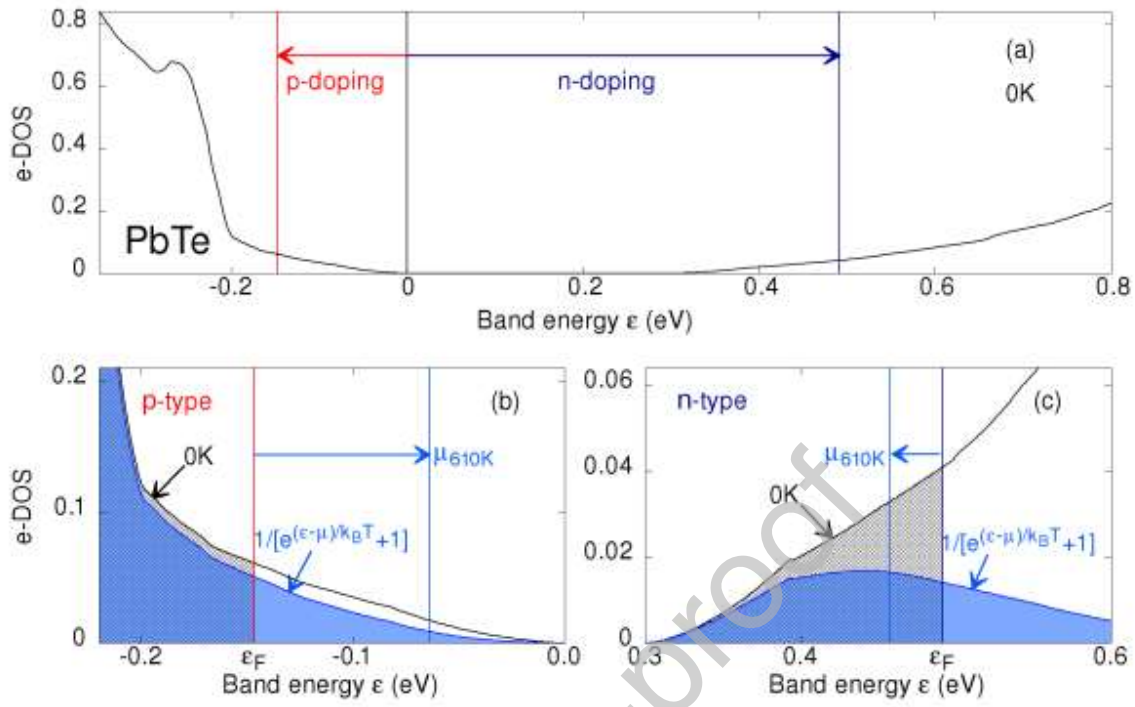 0.8
0.6
0.4
0.2
0
e-DOS
p-doping
n-doping
(a)
0K
PbTe
-0.2
0
0.2
0.4
0.6
0.8
Band energy ε (eV)
0.2
0.1
0
e-DOS
p-type
(b)
0K
μ610K
1/[e^(ε-μ)/kBT+1]
-0.2
εF
-0.1
0.0
Band energy ε (eV)
0.06
0.04
0.02
0
n-type
(c)
μ610K
0K
1/[e^(ε-μ)/kBT+1]
0.3
0.4
εF
0.6
Band energy ε (eV)
proof